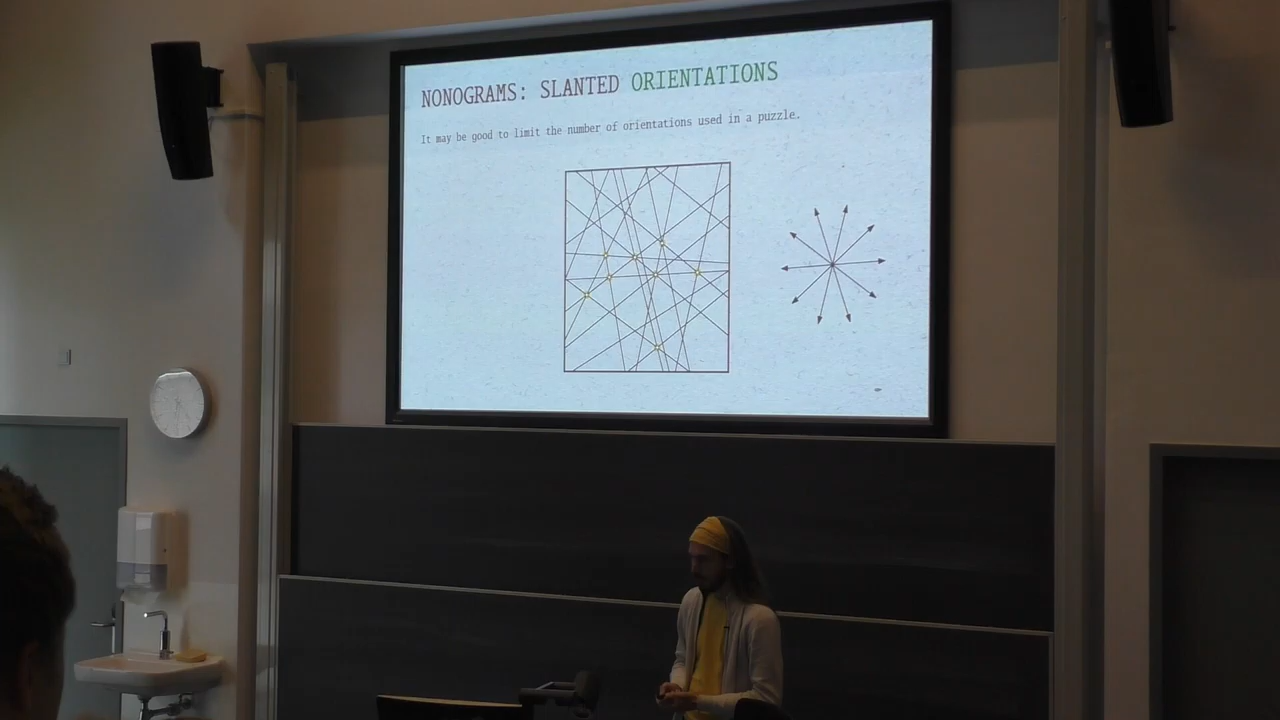 NONOGRAMS: SLANTED ORIENTATIONS
It may be good to limit the number of orientations used in a puzzle.